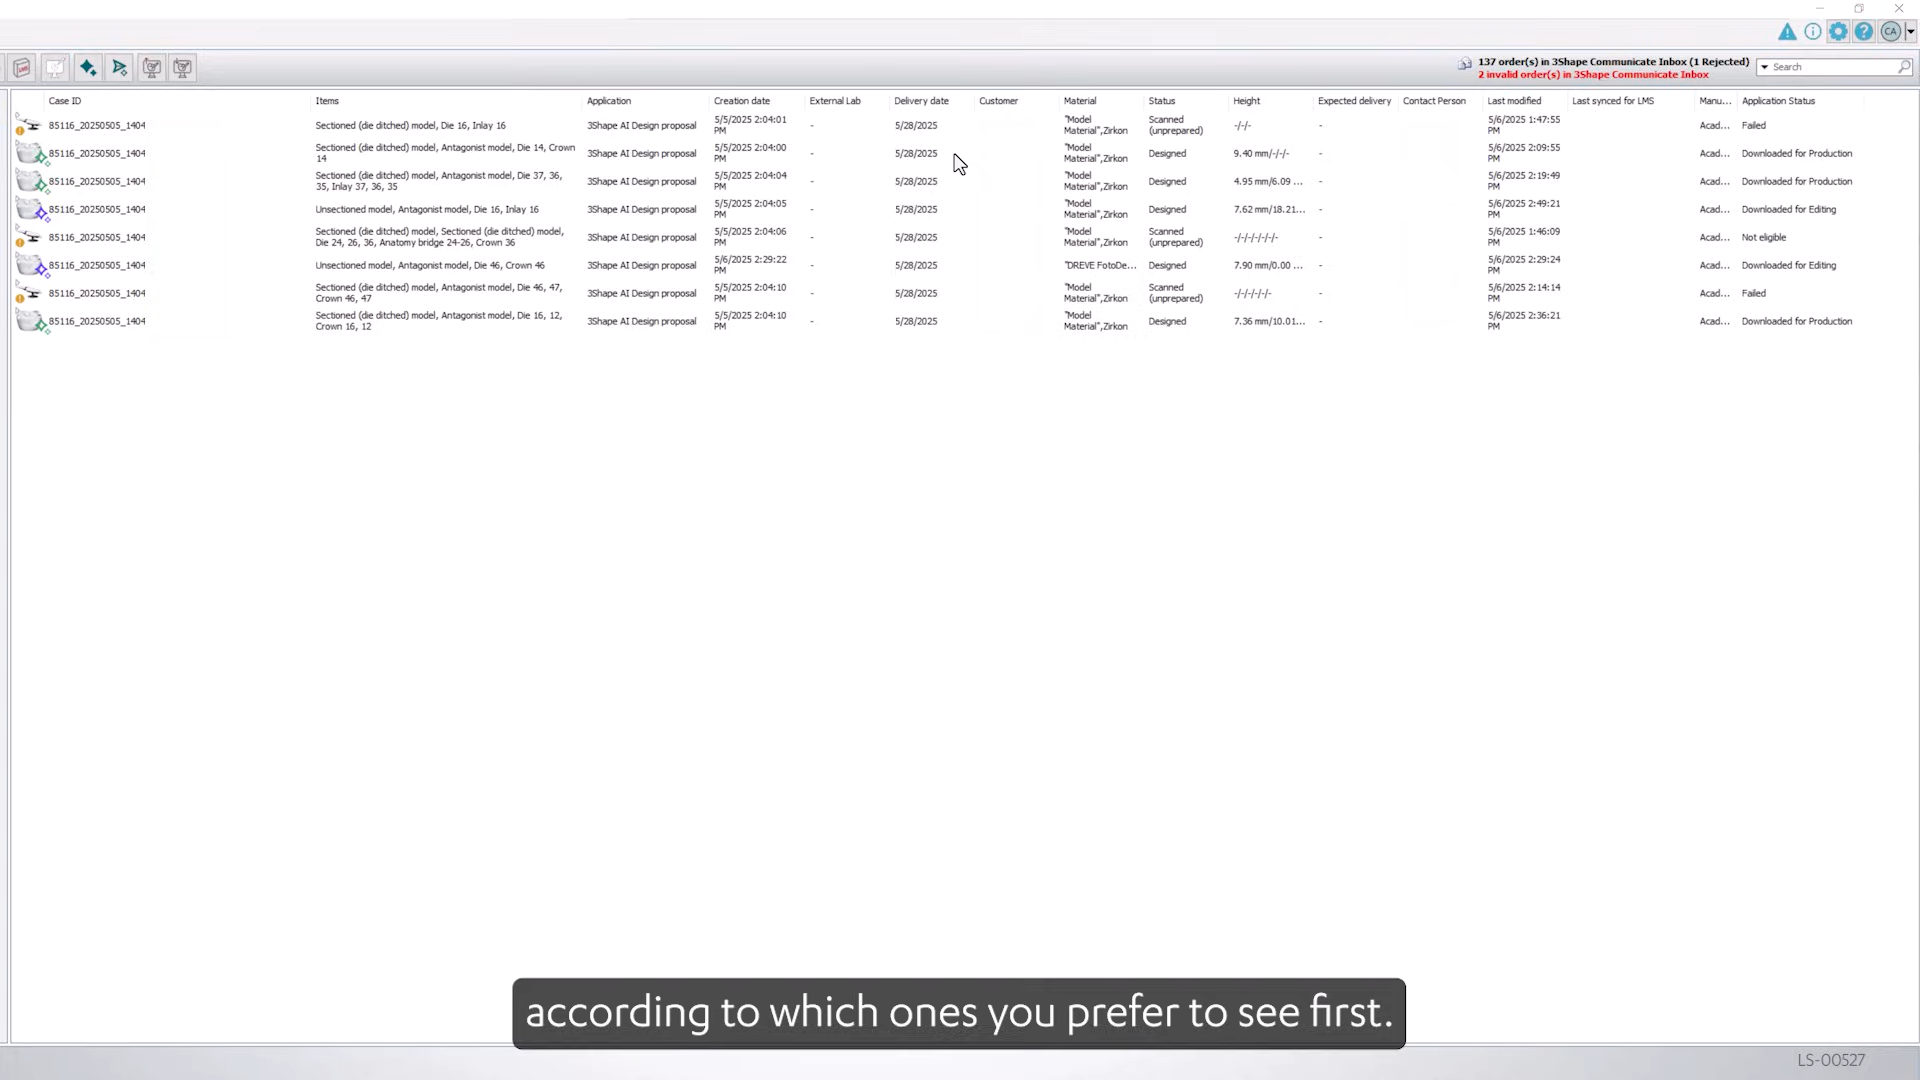 CA
137 order(s) in 3Shape Communicate Inbox (1 Rejected)
2 invalid order(s) in 3Shape Communicate Inbox
Search
Case ID Items Application Creation date External Lab Delivery date Customer Material Status Height Expected delivery Contact Person Last modified Last synced for LMS Manu... Application Status
85116_20250505_1404 Sectioned (die ditched) model, Die 16, Inlay 16 3Shape AI Design proposal 5/5/2025 2:04:01 PM - 5/28/2025 "Model Material",Zirkon Scanned (unprepared) -/-/- - 5/6/2025 1:47:55 PM Acad... Failed
85116_20250505_1404 Sectioned (die ditched) model, Antagonist model, Die 14, Crown 14 3Shape AI Design proposal 5/5/2025 2:04:00 PM - 5/28/2025 "Model Material",Zirkon Designed 9.40 mm/-/-/- - 5/6/2025 2:09:55 PM Acad... Downloaded for Production
85116_20250505_1404 Sectioned (die ditched) model, Antagonist model, Die 37, 36, 35, Inlay 37, 36, 35 3Shape AI Design proposal 5/5/2025 2:04:04 PM - 5/28/2025 "Model Material",Zirkon Designed 4.95 mm/6.09 ... - 5/6/2025 2:19:49 PM Acad... Downloaded for Production
85116_20250505_1404 Unsectioned model, Antagonist model, Die 16, Inlay 16 3Shape AI Design proposal 5/5/2025 2:04:05 PM - 5/28/2025 "Model Material",Zirkon Designed 7.62 mm/18.21... - 5/6/2025 2:49:21 PM Acad... Downloaded for Editing
85116_20250505_1404 Sectioned (die ditched) model, Sectioned (die ditched) model, Die 24, 26, 36, Anatomy bridge 24-26, Crown 36 3Shape AI Design proposal 5/5/2025 2:04:06 PM - 5/28/2025 "Model Material",Zirkon Scanned (unprepared) -/-/-/-/-/-/- - 5/6/2025 1:46:09 PM Acad... Not eligible
85116_20250505_1404 Unsectioned model, Antagonist model, Die 46, Crown 46 3Shape AI Design proposal 5/6/2025 2:29:22 PM - 5/28/2025 "DREVE FotoDe... Designed 7.90 mm/0.00 ... - 5/6/2025 2:29:24 PM Acad... Downloaded for Editing
85116_20250505_1404 Sectioned (die ditched) model, Antagonist model, Die 46, 47, Crown 46, 47 3Shape AI Design proposal 5/5/2025 2:04:10 PM - 5/28/2025 "Model Material",Zirkon Scanned (unprepared) -/-/-/-/-/- - 5/6/2025 2:14:14 PM Acad... Failed
85116_20250505_1404 Sectioned (die ditched) model, Antagonist model, Die 16, 12, Crown 16, 12 3Shape AI Design proposal 5/5/2025 2:04:10 PM - 5/28/2025 "Model Material",Zirkon Designed 7.36 mm/10.01... - 5/6/2025 2:36:21 PM Acad... Downloaded for Production
according to which ones you prefer to see first.
LS-00527